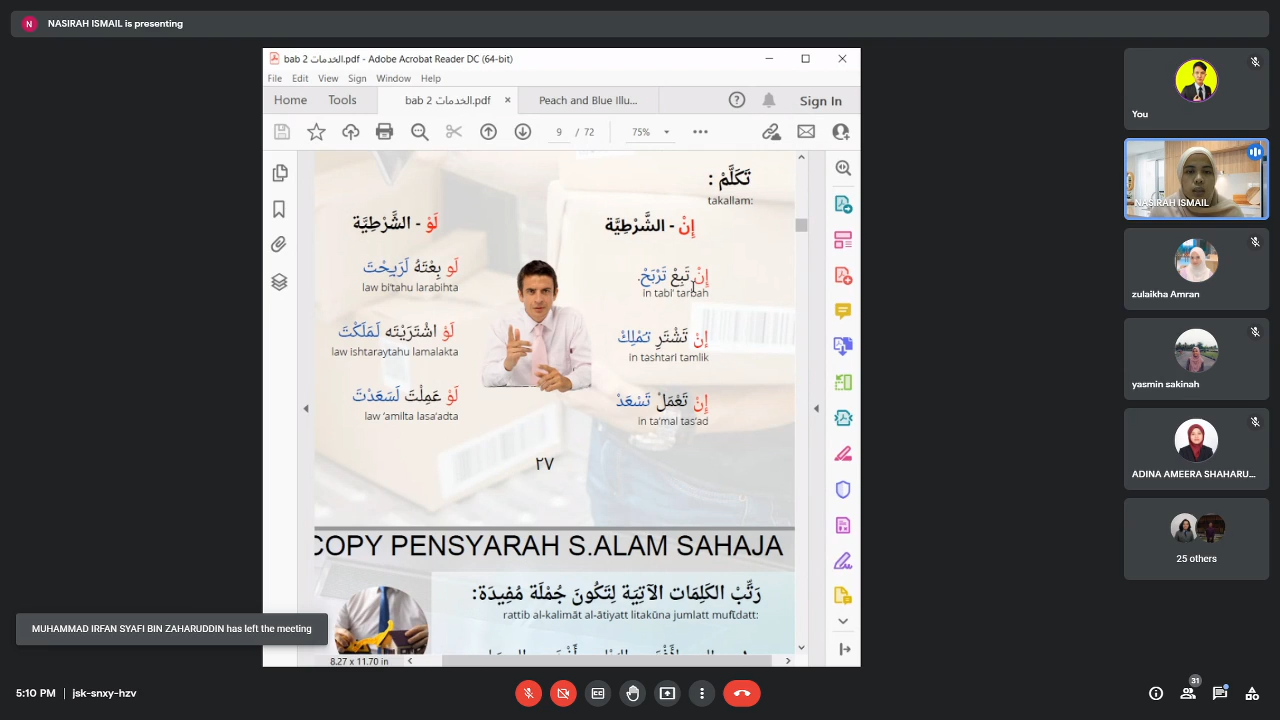 N NASIRAH ISMAIL is presenting
bab 2 الخدمات.pdf - Adobe Acrobat Reader DC (64-bit)
File Edit View Sign Window Help
Home Tools bab 2 الخدمات.pdf × Peach and Blue Illu... Sign In
9 / 72 75%
تَكَلَّمْ :
takallam:
إِنْ - الشَّرْطِيَّة
لَوْ - الشَّرْطِيَّة
إِنْ تَبِعْ تَرْبَحْ.
in tabi' tarbah
لَو بِعْتَهُ لَرَبِحْتَ
law bi'tahu larabihta
إِنْ تَشْتَرِ تَمْلِكْ
in tashtari tamlik
لَوْ اشْتَرَيْتَه لَمَلَكْتَ
law ishtaraytahu lamalakta
إِنْ تَعْمَلْ تَسْعَدْ
in ta'mal tas'ad
لَوْ عَمِلْتَ لَسَعَدْتَ
law 'amilta lasa'adta
٢٧
COPY PENSYARAH S.ALAM SAHAJA
رَتِّبْ الكَلِمَات الآتِيَة لِتَكُونَ جُمْلَة مُفِيدَة:
rattib al-kalimāt al-ātiyatt litakūna jumlatt mufīdatt:
8.27 x 11.70 in
You
NASIRAH ISMAIL
zulaikha Amran
yasmin sakinah
ADINA AMEERA SHAHARU...
25 others
MUHAMMAD IRFAN SYAFI BIN ZAHARUDDIN has left the meeting
5:10 PM | jsk-snxy-hzv
31